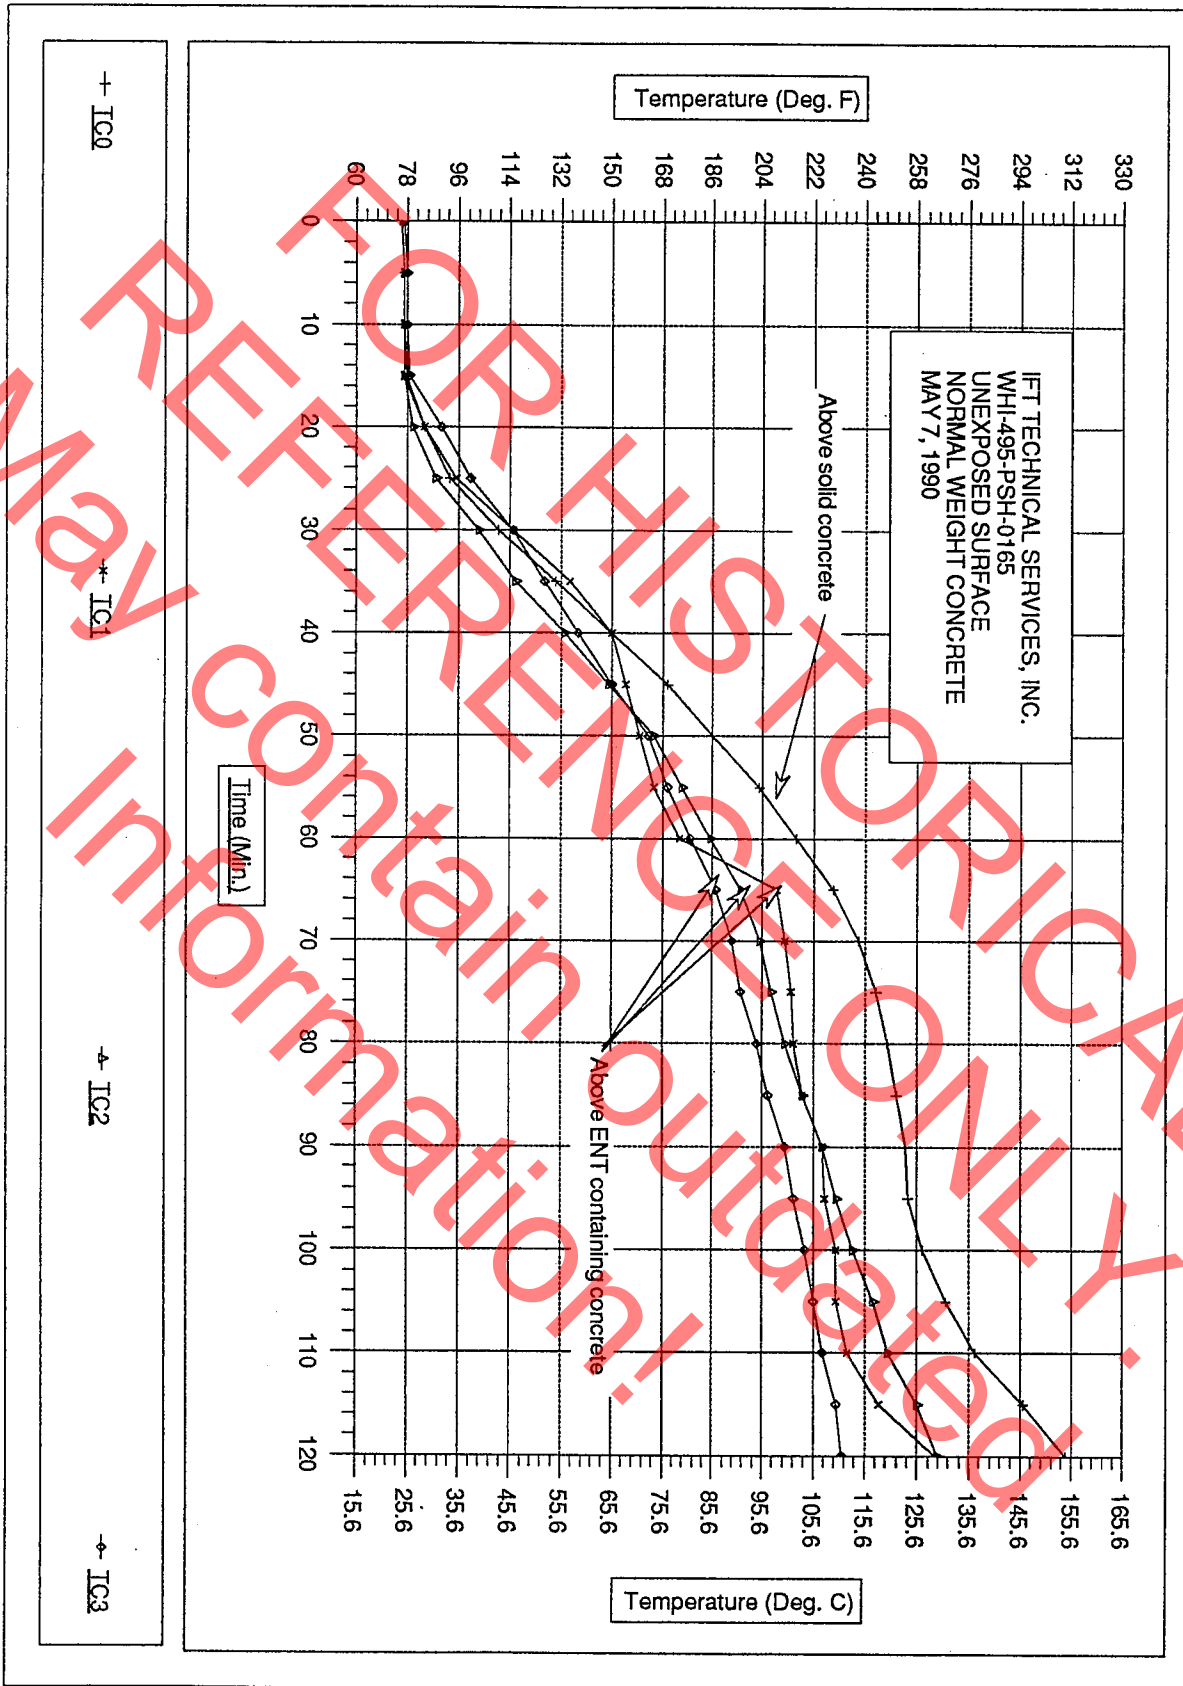 IFT TECHNICAL SERVICES, INC.
WHI-495-PSH-0165
UNEXPOSED SURFACE
NORMAL WEIGHT CONCRETE
MAY 7, 1990
Temperature (Deg. F)
330
312
294
276
258
240
222
204
186
168
150
132
114
96
78
60
Above solid concrete
Above ENT containing concrete
0
10
20
30
40
50
60
70
80
90
100
110
120
Time (Min.)
165.6
155.6
145.6
135.6
125.6
115.6
105.6
95.6
85.6
75.6
65.6
55.6
45.6
35.6
25.6
15.6
Temperature (Deg. C)
TC0
TC1
TC2
TC3
FOR HISTORICAL
REFERENCE ONLY.
May contain outdated
Information!